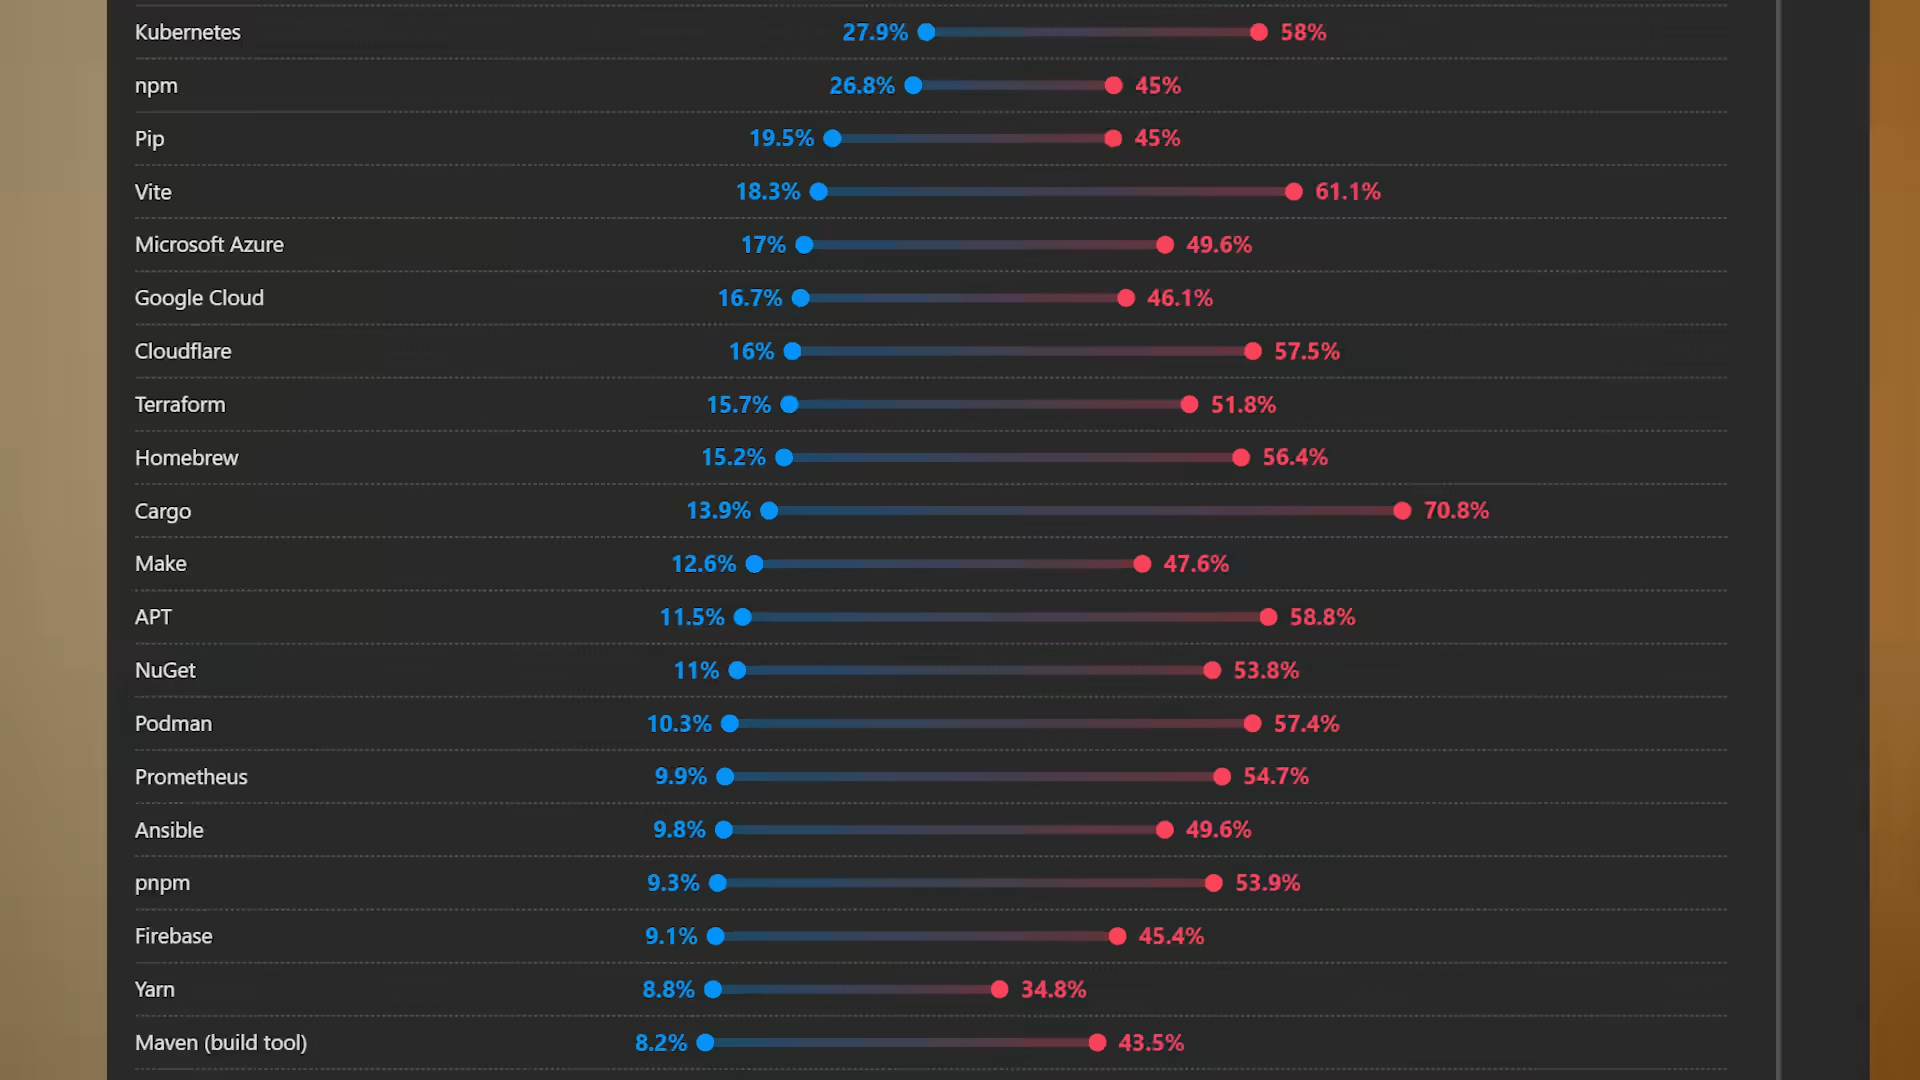 Kubernetes 27.9% 58%
npm 26.8% 45%
Pip 19.5% 45%
Vite 18.3% 61.1%
Microsoft Azure 17% 49.6%
Google Cloud 16.7% 46.1%
Cloudflare 16% 57.5%
Terraform 15.7% 51.8%
Homebrew 15.2% 56.4%
Cargo 13.9% 70.8%
Make 12.6% 47.6%
APT 11.5% 58.8%
NuGet 11% 53.8%
Podman 10.3% 57.4%
Prometheus 9.9% 54.7%
Ansible 9.8% 49.6%
pnpm 9.3% 53.9%
Firebase 9.1% 45.4%
Yarn 8.8% 34.8%
Maven (build tool) 8.2% 43.5%